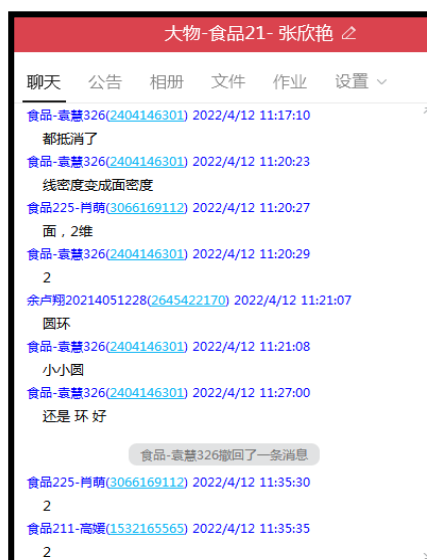 大物-食品21- 张欣艳
聊天 公告 相册 文件 作业 设置
食品-袁慧326(2404146301) 2022/4/12 11:17:10
都抵消了
食品-袁慧326(2404146301) 2022/4/12 11:20:23
线密度变成面密度
食品225-肖萌(3066169112) 2022/4/12 11:20:27
面，2维
食品-袁慧326(2404146301) 2022/4/12 11:20:29
2
余卢翔20214051228(2645422170) 2022/4/12 11:21:07
圆环
食品-袁慧326(2404146301) 2022/4/12 11:21:08
小小圆
食品-袁慧326(2404146301) 2022/4/12 11:27:00
还是 环 好
食品-袁慧326撤回了一条消息
食品225-肖萌(3066169112) 2022/4/12 11:35:30
2
食品211-高媛(1532165565) 2022/4/12 11:35:35
2